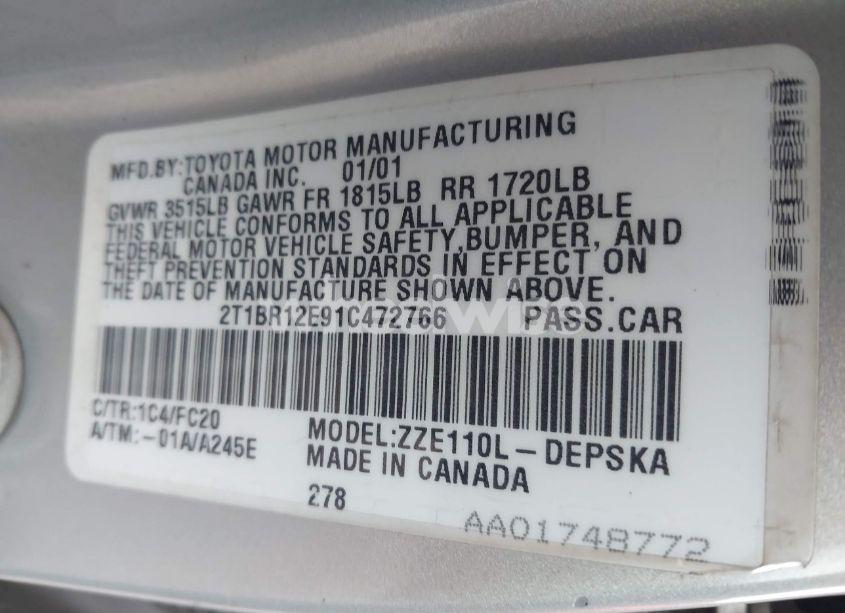 MFD.BY:TOYOTA MOTOR MANUFACTURING
CANADA INC. 01/01
GVWR 3515LB GAWR FR 1815LB RR 1720LB
THIS VEHICLE CONFORMS TO ALL APPLICABLE
FEDERAL MOTOR VEHICLE SAFETY,BUMPER, AND
THEFT PREVENTION STANDARDS IN EFFECT ON
THE DATE OF MANUFACTURE SHOWN ABOVE.
2T1BR12E91C472766 PASS.CAR
C/TR:1C4/FC20
A/TM:-01A/A245E
MODEL:ZZE110L-DEPSKA
MADE IN CANADA
278
AA01748772